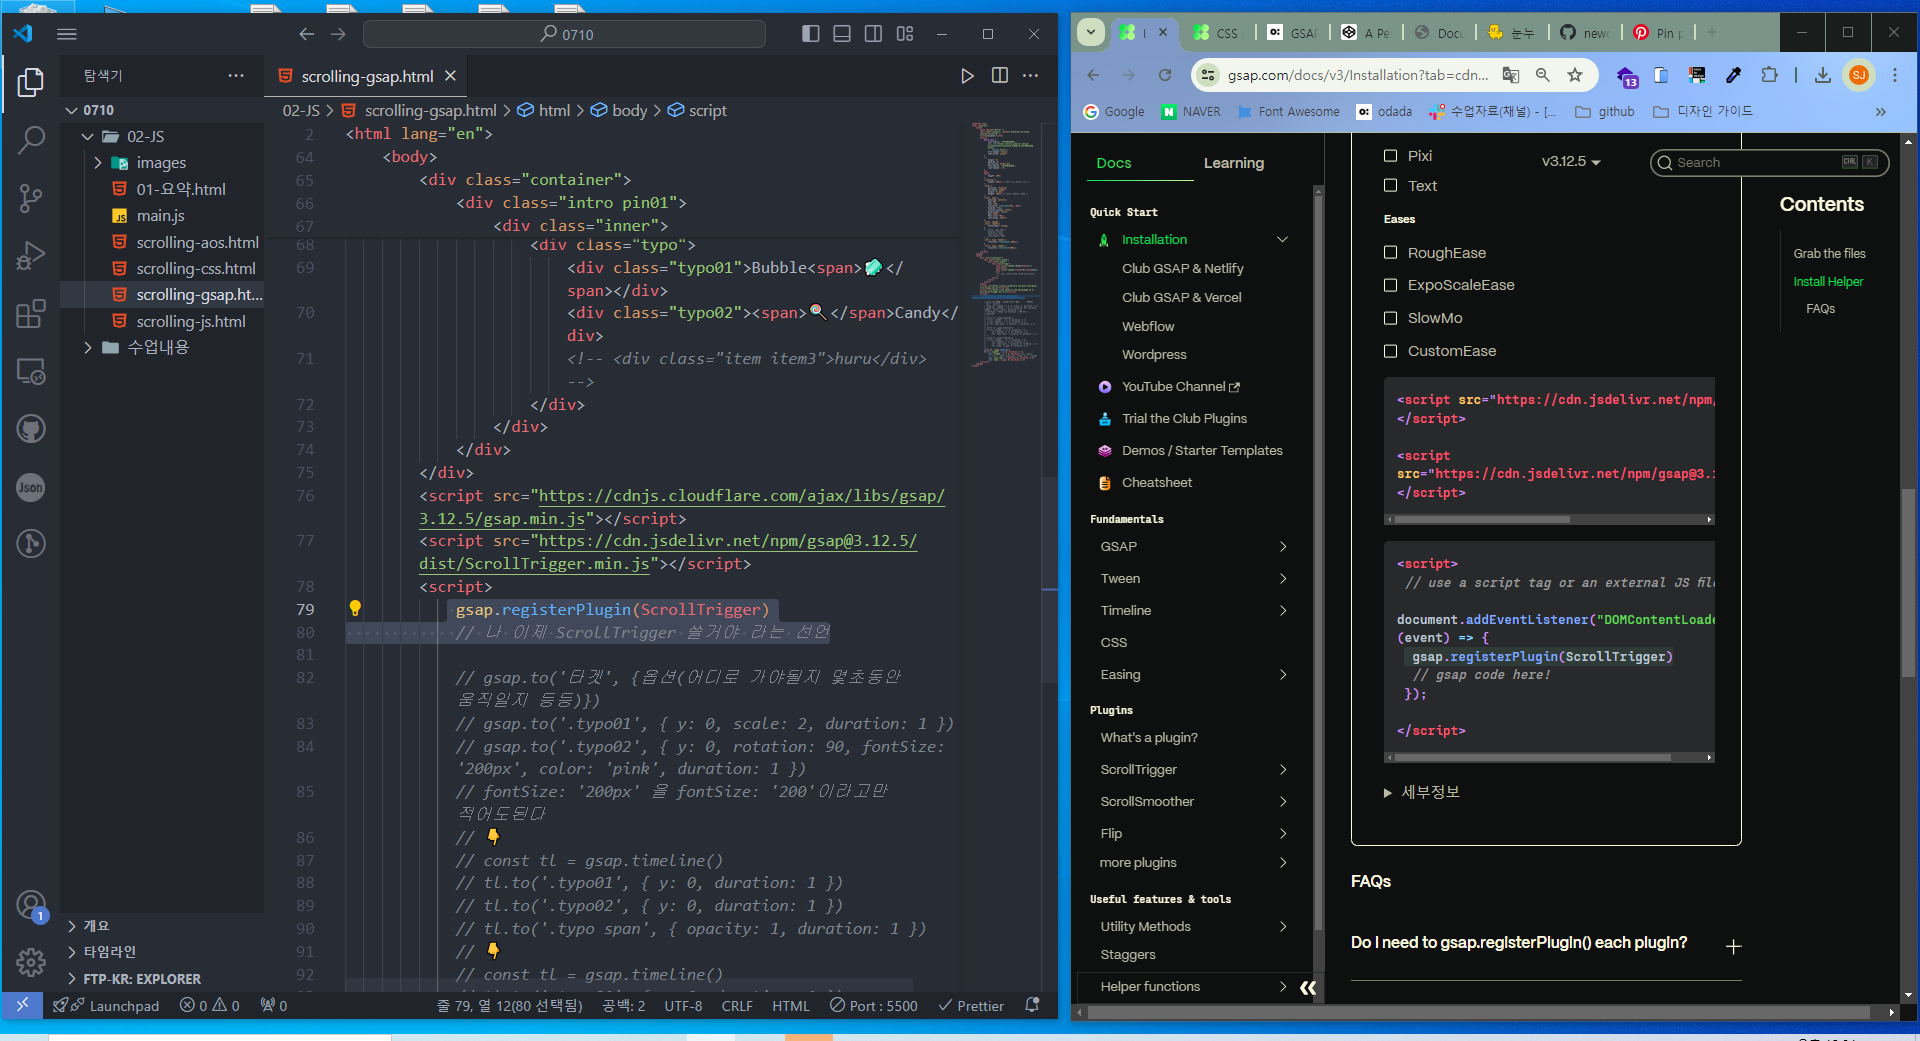 0710
탐색기
0710
02-JS
images
01-요약.html
JS main.js
scrolling-aos.html
scrolling-css.html
scrolling-gsap.ht...
scrolling-js.html
수업내용
개요
타임라인
FTP-KR: EXPLORER
Json
1
scrolling-gsap.html
02-JS > scrolling-gsap.html > html > body > script
2 <html lang="en">
64 <body>
65 <div class="container">
66 <div class="intro pin01">
67 <div class="inner">
68 <div class="typo">
69 <div class="typo01">Bubble<span>🧼</
span></div>
70 <div class="typo02"><span>🍭</span>Candy</
div>
71 <!-- <div class="item item3">huru</div>
-->
72 </div>
73 </div>
74 </div>
75 </div>
76 <script src="https://cdnjs.cloudflare.com/ajax/libs/gsap/
3.12.5/gsap.min.js"></script>
77 <script src="https://cdn.jsdelivr.net/npm/gsap@3.12.5/
dist/ScrollTrigger.min.js"></script>
78 <script>
79 gsap.registerPlugin(ScrollTrigger)
80 // 나 이제 ScrollTrigger 쓸거야 라는 선언
81
82 // gsap.to('타겟', {옵션(어디로 가야될지 몇초동안
움직일지 등등)})
83 // gsap.to('.typo01', { y: 0, scale: 2, duration: 1 })
84 // gsap.to('.typo02', { y: 0, rotation: 90, fontSize:
'200px', color: 'pink', duration: 1 })
85 // fontSize: '200px' 을 fontSize: '200'이라고만
적어도된다
86 // 👇
87 // const tl = gsap.timeline()
88 // tl.to('.typo01', { y: 0, duration: 1 })
89 // tl.to('.typo02', { y: 0, duration: 1 })
90 // tl.to('.typo span', { opacity: 1, duration: 1 })
91 // 👇
92 // const tl = gsap.timeline()
Launchpad 0 0 0 줄 79, 열 12(80 선택됨) 공백: 2 UTF-8 CRLF HTML Port : 5500 Prettier
CSS GSAP A Pe Docu 눈누 newc Pin p
gsap.com/docs/v3/Installation?tab=cdn...
13
SJ
Google NAVER Font Awesome odada 수업자료(채널) - [... github 디자인 가이드
Docs Learning
v3.12.5
Search CTRL K
Quick Start
Installation
Club GSAP & Netlify
Club GSAP & Vercel
Webflow
Wordpress
YouTube Channel
Trial the Club Plugins
Demos / Starter Templates
Cheatsheet
Fundamentals
GSAP
Tween
Timeline
CSS
Easing
Plugins
What's a plugin?
ScrollTrigger
ScrollSmoother
Flip
more plugins
Useful features & tools
Utility Methods
Staggers
Helper functions
Pixi
Text
Eases
RoughEase
ExpoScaleEase
SlowMo
CustomEase
<script src="https://cdn.jsdelivr.net/npm/
</script>
<script
src="https://cdn.jsdelivr.net/npm/gsap@3.1
</script>
<script>
// use a script tag or an external JS fil
document.addEventListener("DOMContentLoade
(event) => {
gsap.registerPlugin(ScrollTrigger)
// gsap code here!
});
</script>
세부정보
FAQs
Do I need to gsap.registerPlugin() each plugin?
Contents
Grab the files
Install Helper
FAQs